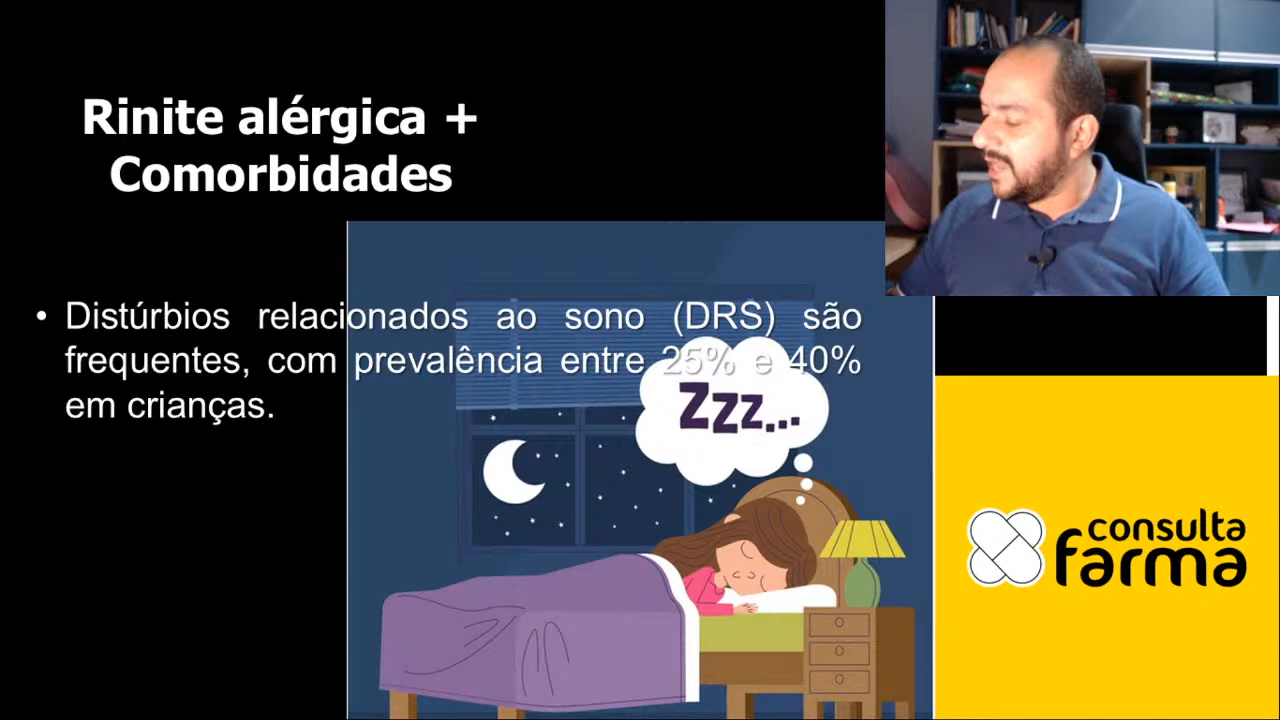 Rinite alérgica +
Comorbidades
• Distúrbios relacionados ao sono (DRS) são
frequentes, com prevalência entre 25% e 40%
em crianças.
Zzz...
consulta
farma